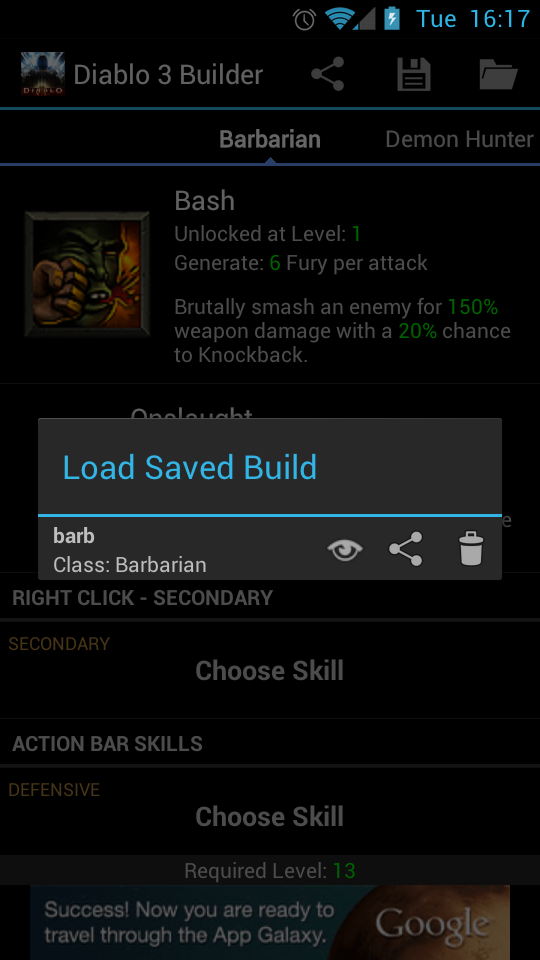 Tue 16:17
Diablo 3 Builder
Barbarian
Demon Hunter
Bash
Unlocked at Level: 1
Generate: 6 Fury per attack
Brutally smash an enemy for 150%
weapon damage with a 20% chance
to Knockback.
Onslaught
Load Saved Build
e
barb
Class: Barbarian
RIGHT CLICK - SECONDARY
SECONDARY
Choose Skill
ACTION BAR SKILLS
DEFENSIVE
Choose Skill
Required Level: 13
Success! Now you are ready to
travel through the App Galaxy.
Google